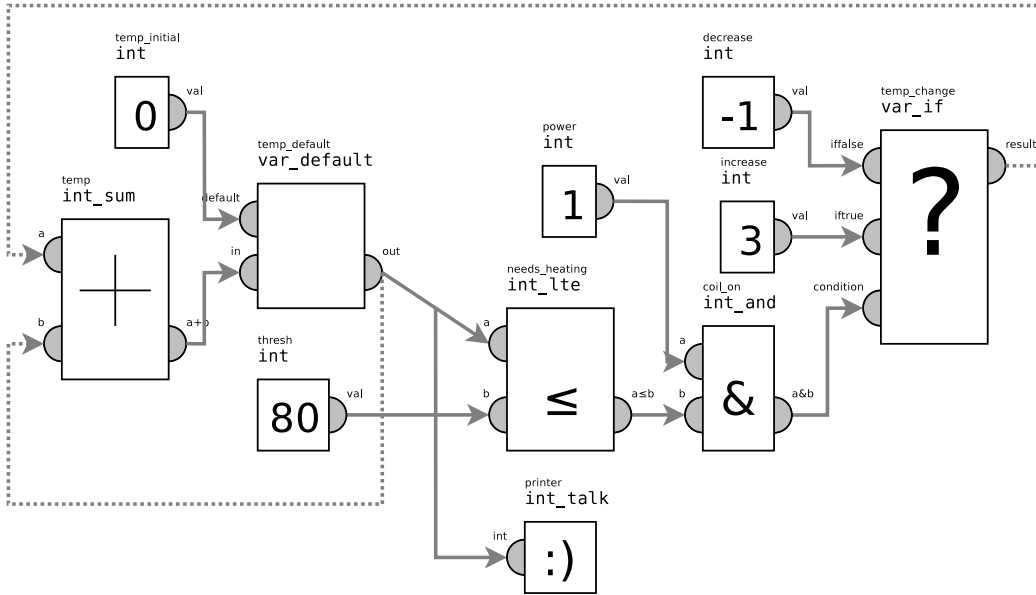 temp_initial
int
val
0
temp_default
var_default
default
in
out
temp
int_sum
a
b
a+b
thresh
int
val
80
power
int
val
1
needs_heating
int_lte
a
b
≤
a≤b
printer
int_talk
int
:)
decrease
int
val
-1
increase
int
val
3
coil_on
int_and
a
b
&
a&b
temp_change
var_if
iffalse
iftrue
condition
?
result